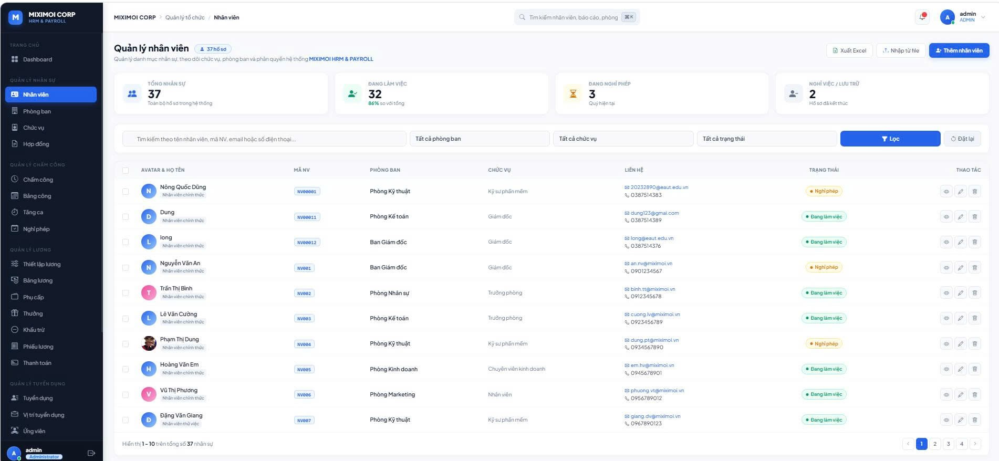 M MIXIMOI CORP
HRM & PAYROLL
TRANG CHỦ
Dashboard
QUẢN LÝ NHÂN SỰ
Nhân viên
Phòng ban
Chức vụ
Hợp đồng
QUẢN LÝ CHẤM CÔNG
Chấm công
Bảng công
Tăng ca
Nghỉ phép
QUẢN LÝ LƯƠNG
Thiết lập lương
Bảng lương
Phụ cấp
Thưởng
Khấu trừ
Phiếu lương
Thanh toán
QUẢN LÝ TUYỂN DỤNG
Tuyển dụng
Vị trí tuyển dụng
Ứng viên
A admin
Administrator
MIXIMOI CORP > Quản lý tổ chức / Nhân viên
Tìm kiếm nhân viên, báo cáo, phòng ⌘K
A admin
ADMIN
Quản lý nhân viên 37 hồ sơ
Quản lý danh mục nhân sự, theo dõi chức vụ, phòng ban và phân quyền hệ thống MIXIMOI HRM & PAYROLL
Xuất Excel Nhập từ file Thêm nhân viên
TỔNG NHÂN SỰ
37
Toàn bộ hồ sơ trong hệ thống
ĐANG LÀM VIỆC
32
86% so với tổng
ĐANG NGHỈ PHÉP
3
Quý hiện tại
NGHỈ VIỆC / LƯU TRỮ
2
Hồ sơ đã kết thúc
Tìm kiếm theo tên nhân viên, mã NV, email hoặc số điện thoại... Tất cả phòng ban Tất cả chức vụ Tất cả trạng thái Lọc Đặt lại
AVATAR & HỌ TÊN MÃ NV PHÒNG BAN CHỨC VỤ LIÊN HỆ TRẠNG THÁI THAO TÁC
N Nông Quốc Dũng NV00001 Phòng Kỹ thuật Kỹ sư phần mềm 20232890@eaut.edu.vn Nghỉ phép
Nhân viên chính thức 0387514383
D Dung NV00011 Phòng Kế toán Giám đốc dung123@gmai.com Đang làm việc
Nhân viên chính thức 0387514389
L long NV00012 Ban Giám đốc Giám đốc long@eaut.edu.vn Đang làm việc
Nhân viên chính thức 0387514376
N Nguyễn Văn An NV001 Ban Giám đốc Giám đốc an.nv@miximoi.vn Nghỉ phép
Nhân viên chính thức 0901234567
T Trần Thị Bình NV002 Phòng Nhân sự Trưởng phòng binh.tt@miximoi.vn Đang làm việc
Nhân viên chính thức 0912345678
L Lê Văn Cường NV003 Phòng Kế toán Trưởng phòng cuong.lv@miximoi.vn Đang làm việc
Nhân viên chính thức 0923456789
Phạm Thị Dung NV004 Phòng Kỹ thuật Kỹ sư phần mềm dung.pt@miximoi.vn Nghỉ phép
Nhân viên chính thức 0934567890
H Hoàng Văn Em NV005 Phòng Kinh doanh Chuyên viên kinh doanh em.hv@miximoi.vn Đang làm việc
Nhân viên chính thức 0945678901
V Vũ Thị Phương NV006 Phòng Marketing Nhân viên phuong.vt@miximoi.vn Đang làm việc
Nhân viên chính thức 0956789012
Đ Đặng Văn Giang NV007 Phòng Kỹ thuật Kỹ sư phần mềm giang.dv@miximoi.vn Đang làm việc
Nhân viên thử việc 0967890123
Hiển thị 1 - 10 trên tổng số 37 nhân sự ‹ 1 2 3 4 ›